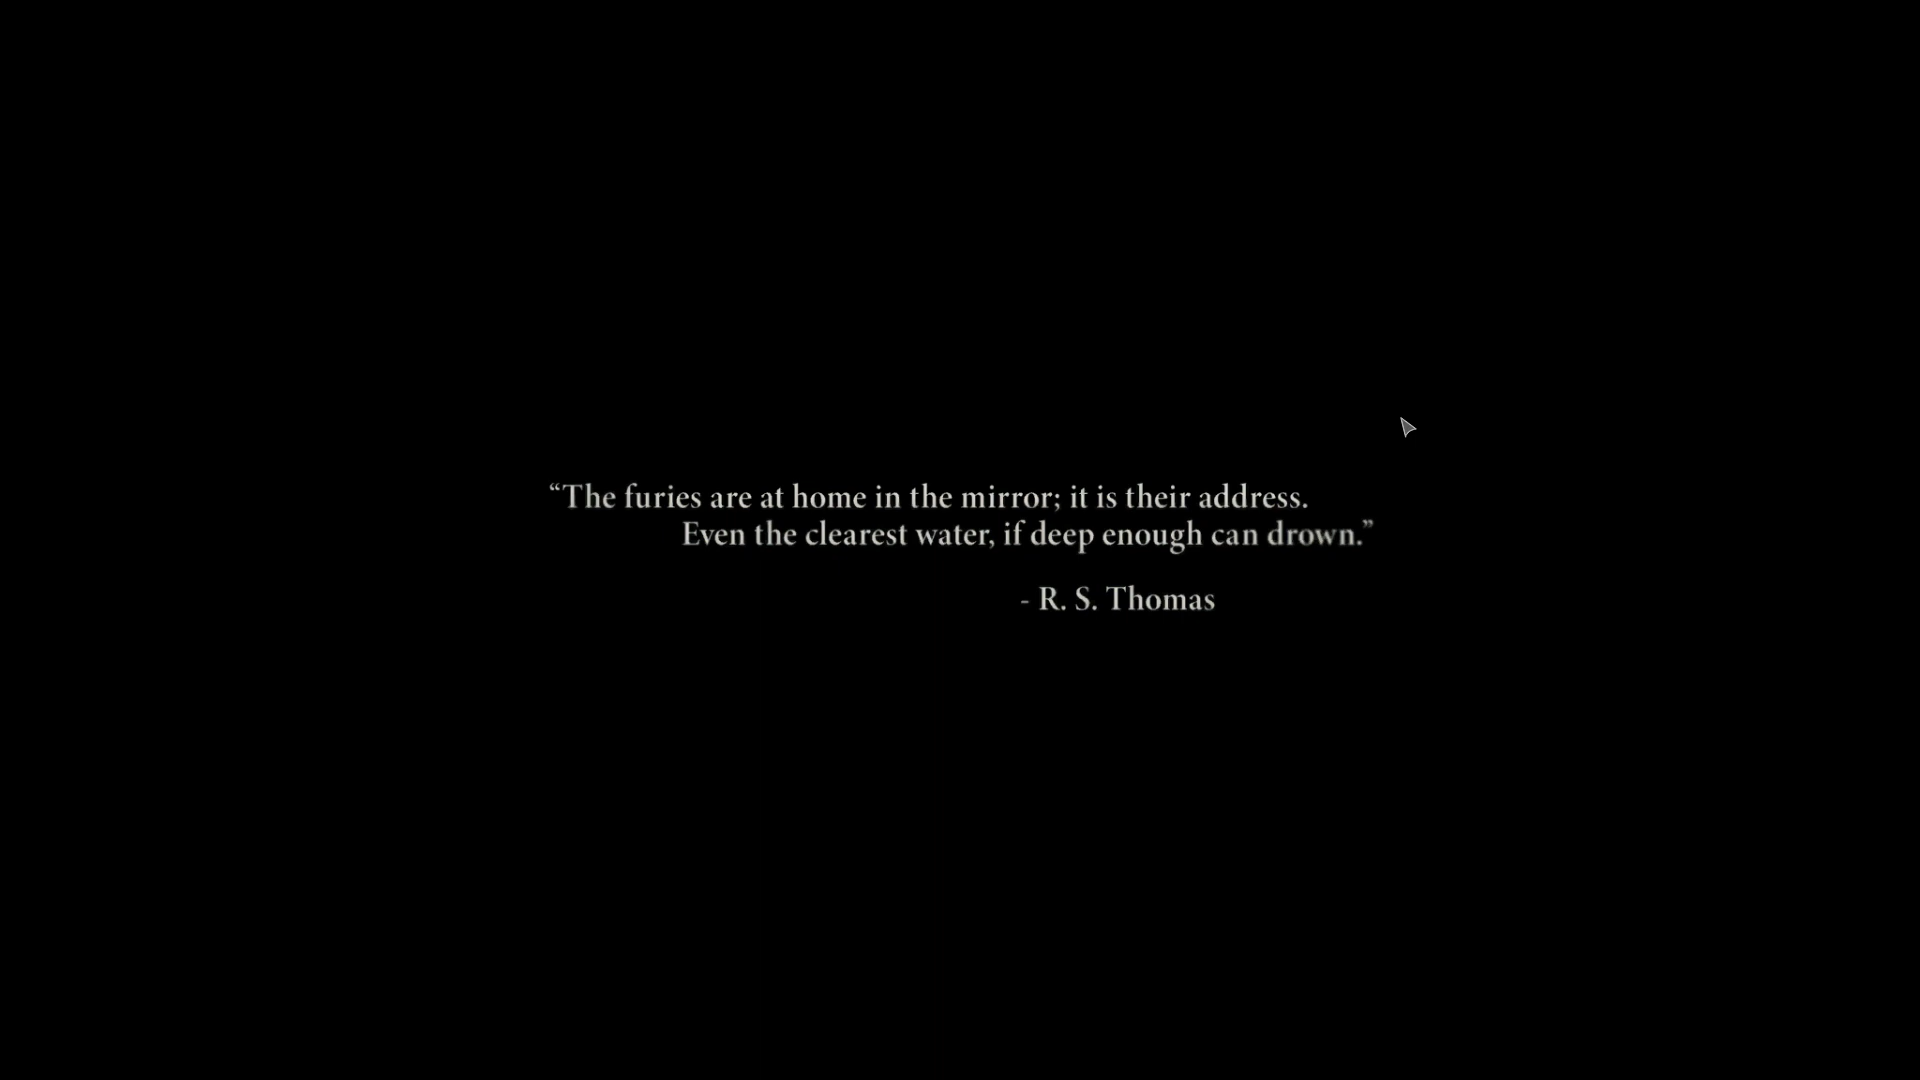 “The furies are at home in the mirror; it is their address.
Even the clearest water, if deep enough can drown.”
- R. S. Thomas